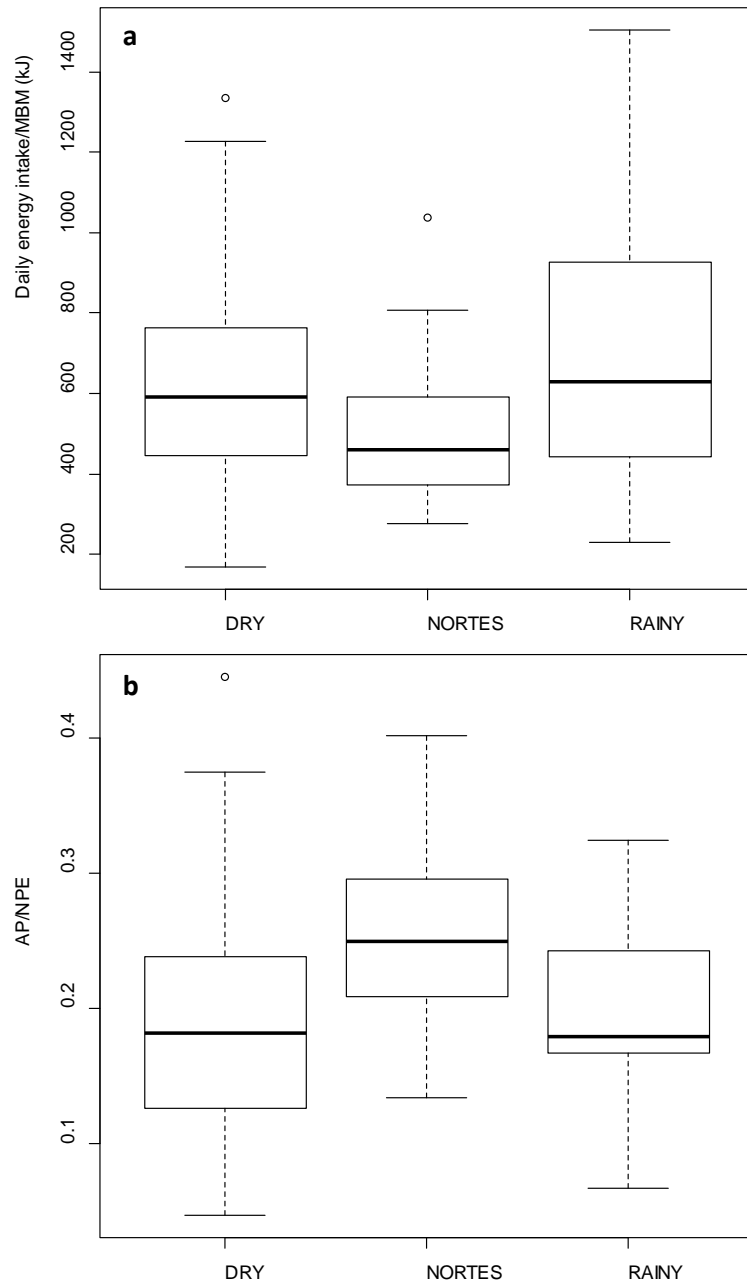 a
Daily energy intake/MBM (kJ)
1400
1200
1000
800
600
400
200
DRY NORTES RAINY
b
AP/NPE
0.4
0.3
0.2
0.1
DRY NORTES RAINY